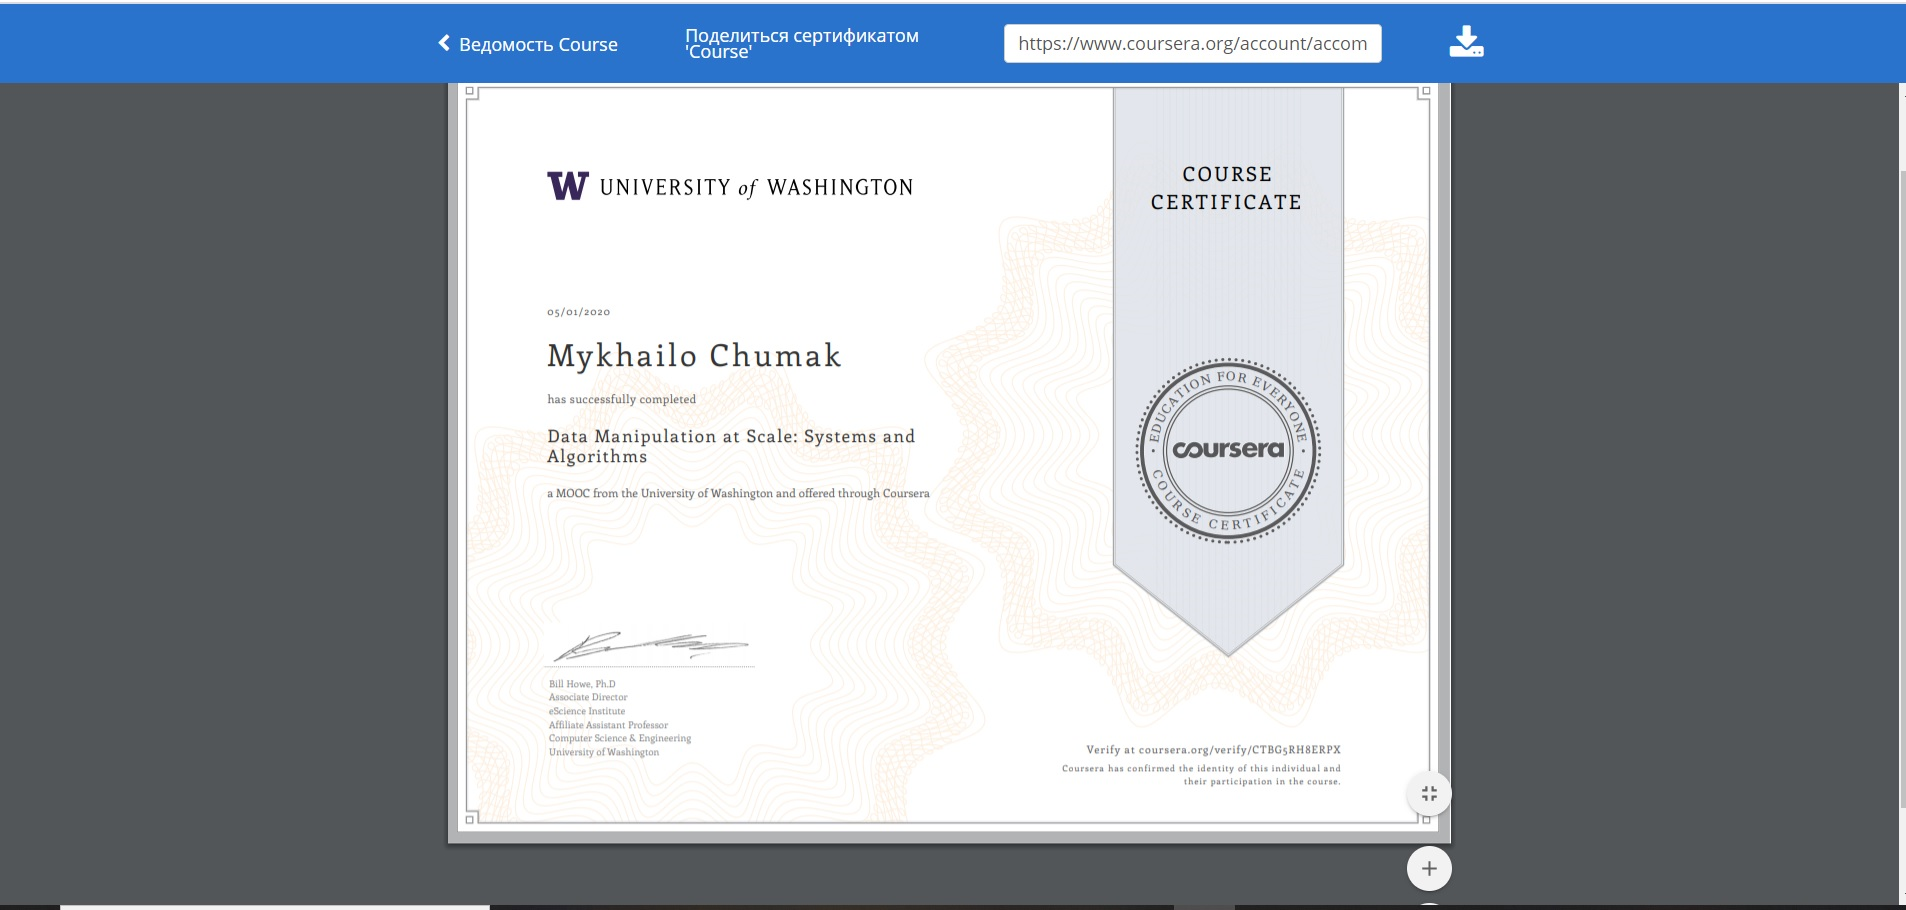 Ведомость Course
Поделиться сертификатом
'Course'
https://www.coursera.org/account/accom
UNIVERSITY of WASHINGTON
COURSE
CERTIFICATE
05/01/2020
Mykhailo Chumak
has successfully completed
Data Manipulation at Scale: Systems and
Algorithms
a MOOC from the University of Washington and offered through Coursera
EDUCATION FOR EVERYONE
coursera
COURSE CERTIFICATE
Bill Howe, Ph.D
Associate Director
eScience Institute
Affiliate Assistant Professor
Computer Science & Engineering
University of Washington
Verify at coursera.org/verify/CTBG5RH8ERPX
Coursera has confirmed the identity of this individual and
their participation in the course.